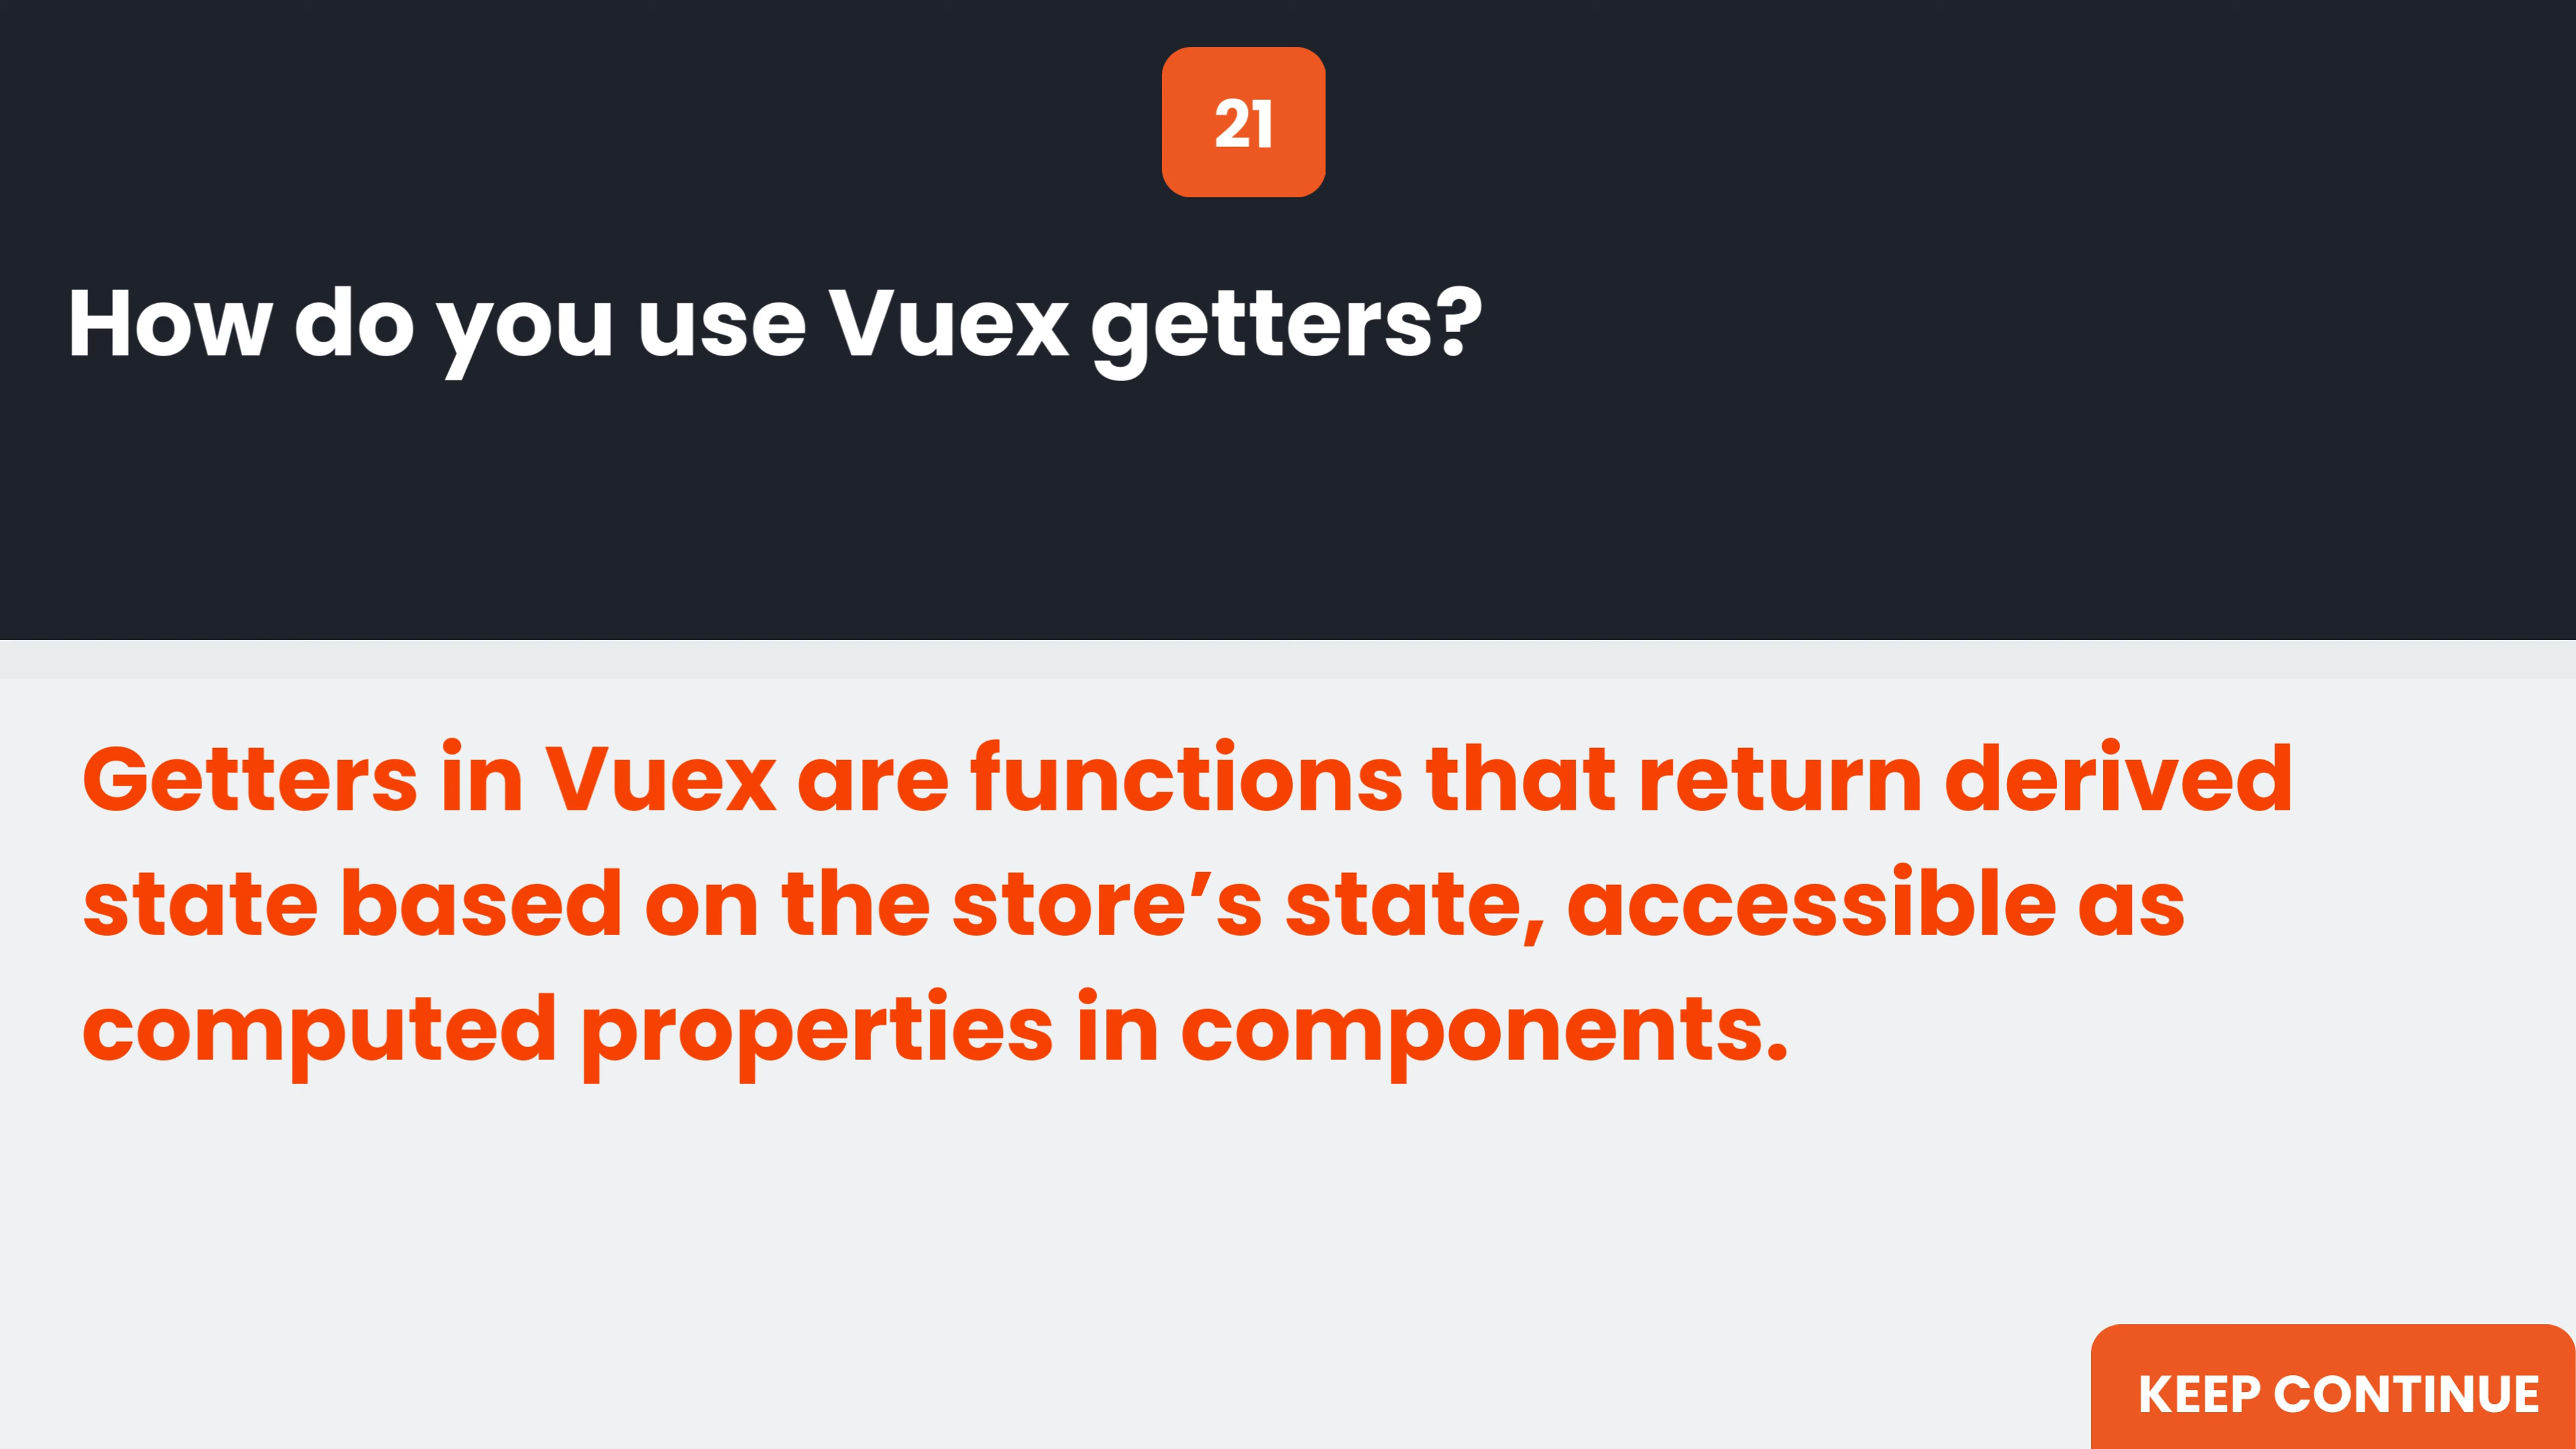 21
How do you use Vuex getters?
Getters in Vuex are functions that return derived
state based on the store’s state, accessible as
computed properties in components.
KEEP CONTINUE